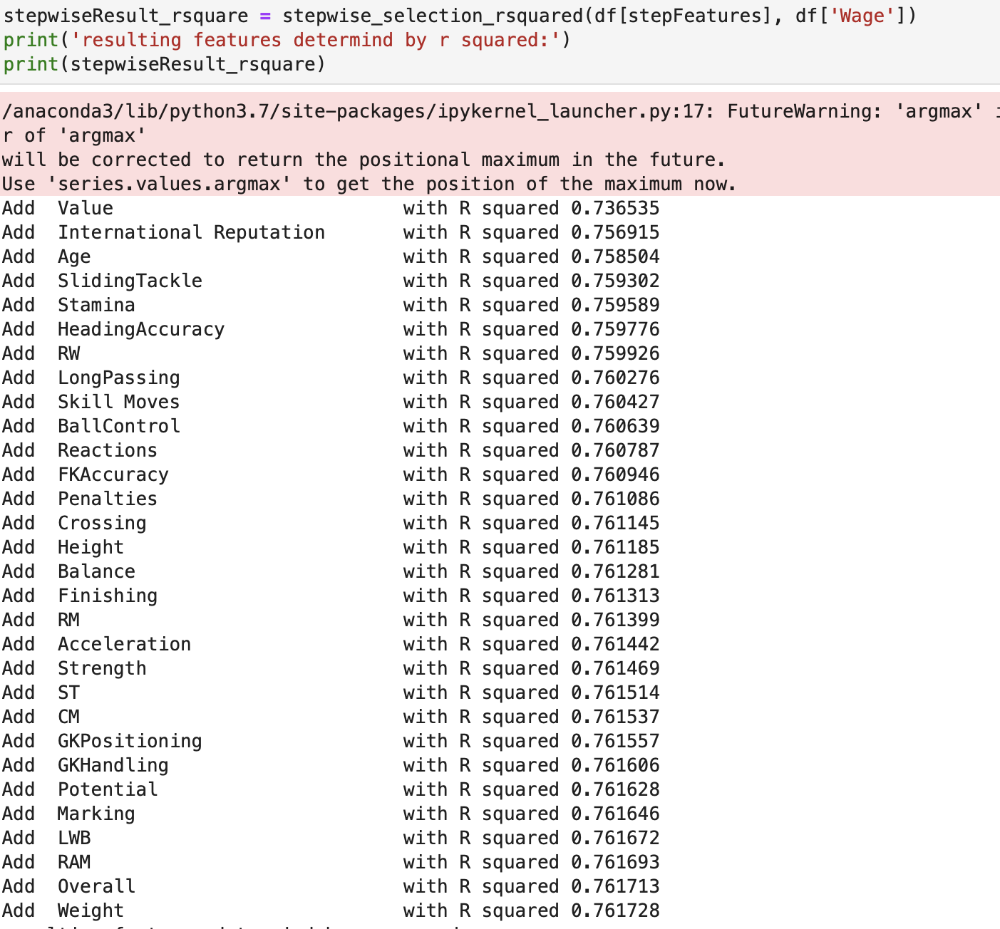 stepwiseResult_rsquare = stepwise_selection_rsquared(df[stepFeatures], df['Wage'])
print('resulting features determind by r squared:')
print(stepwiseResult_rsquare)
/anaconda3/lib/python3.7/site-packages/ipykernel_launcher.py:17: FutureWarning: 'argmax'
r of 'argmax'
will be corrected to return the positional maximum in the future.
Use 'series.values.argmax' to get the position of the maximum now.
Add  Value                          with R squared 0.736535
Add  International Reputation       with R squared 0.756915
Add  Age                            with R squared 0.758504
Add  SlidingTackle                  with R squared 0.759302
Add  Stamina                        with R squared 0.759589
Add  HeadingAccuracy                with R squared 0.759776
Add  RW                             with R squared 0.759926
Add  LongPassing                    with R squared 0.760276
Add  Skill Moves                    with R squared 0.760427
Add  BallControl                    with R squared 0.760639
Add  Reactions                      with R squared 0.760787
Add  FKAccuracy                     with R squared 0.760946
Add  Penalties                      with R squared 0.761086
Add  Crossing                       with R squared 0.761145
Add  Height                         with R squared 0.761185
Add  Balance                        with R squared 0.761281
Add  Finishing                      with R squared 0.761313
Add  RM                             with R squared 0.761399
Add  Acceleration                   with R squared 0.761442
Add  Strength                       with R squared 0.761469
Add  ST                             with R squared 0.761514
Add  CM                             with R squared 0.761537
Add  GKPositioning                  with R squared 0.761557
Add  GKHandling                     with R squared 0.761606
Add  Potential                      with R squared 0.761628
Add  Marking                        with R squared 0.761646
Add  LWB                            with R squared 0.761672
Add  RAM                            with R squared 0.761693
Add  Overall                        with R squared 0.761713
Add  Weight                         with R squared 0.761728